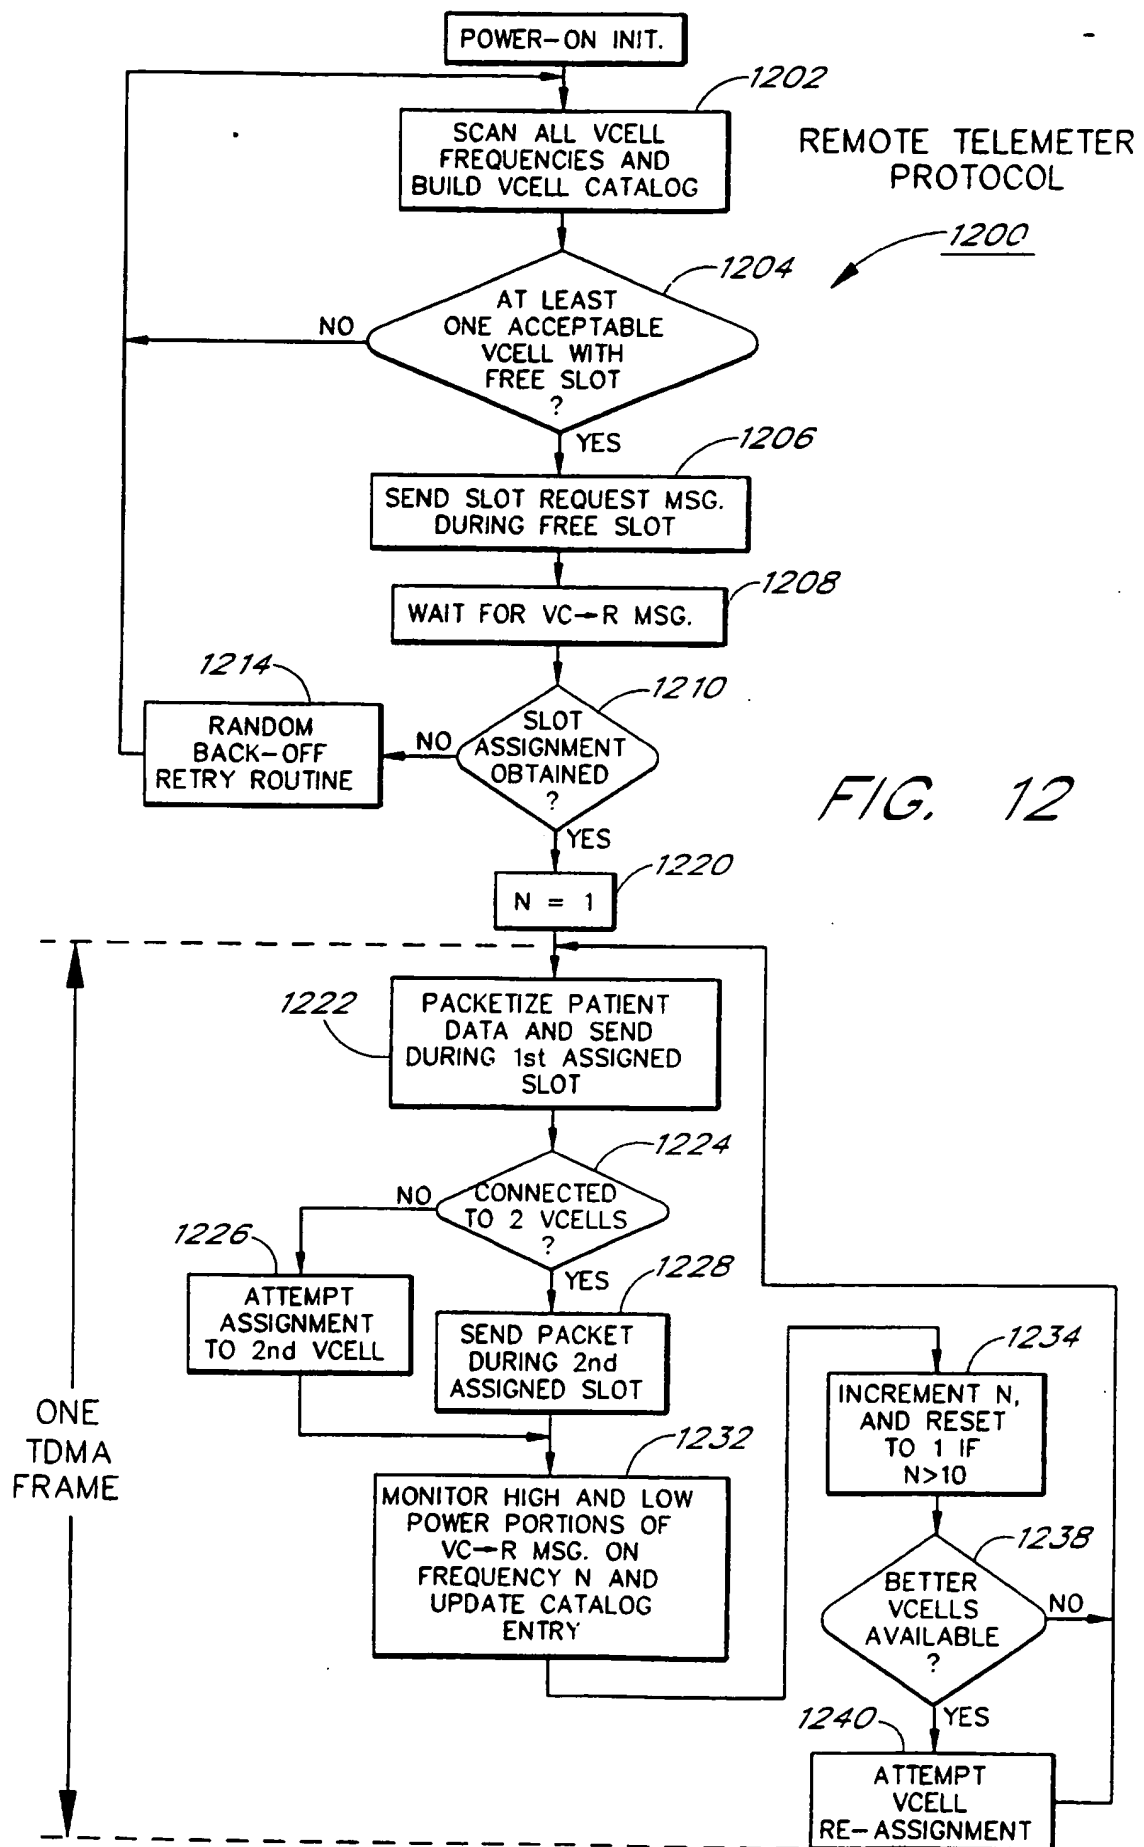 POWER-ON INIT.
1202
SCAN ALL VCELL
FREQUENCIES AND
BUILD VCELL CATALOG
REMOTE TELEMETER
PROTOCOL
1200
1204
AT LEAST
ONE ACCEPTABLE
VCELL WITH
FREE SLOT
?
NO
YES
1206
SEND SLOT REQUEST MSG.
DURING FREE SLOT
1208
WAIT FOR VC→R MSG.
1214
RANDOM
BACK-OFF
RETRY ROUTINE
1210
SLOT
ASSIGNMENT
OBTAINED
?
NO
YES
FIG. 12
1220
N = 1
1222
PACKETIZE PATIENT
DATA AND SEND
DURING 1st ASSIGNED
SLOT
1224
CONNECTED
TO 2 VCELLS
?
NO
YES
1226
ATTEMPT
ASSIGNMENT
TO 2nd VCELL
1228
SEND PACKET
DURING 2nd
ASSIGNED SLOT
ONE
TDMA
FRAME
1232
MONITOR HIGH AND LOW
POWER PORTIONS OF
VC→R MSG. ON
FREQUENCY N AND
UPDATE CATALOG
ENTRY
1234
INCREMENT N,
AND RESET
TO 1 IF
N>10
1238
BETTER
VCELLS
AVAILABLE
?
NO
YES
1240
ATTEMPT
VCELL
RE-ASSIGNMENT